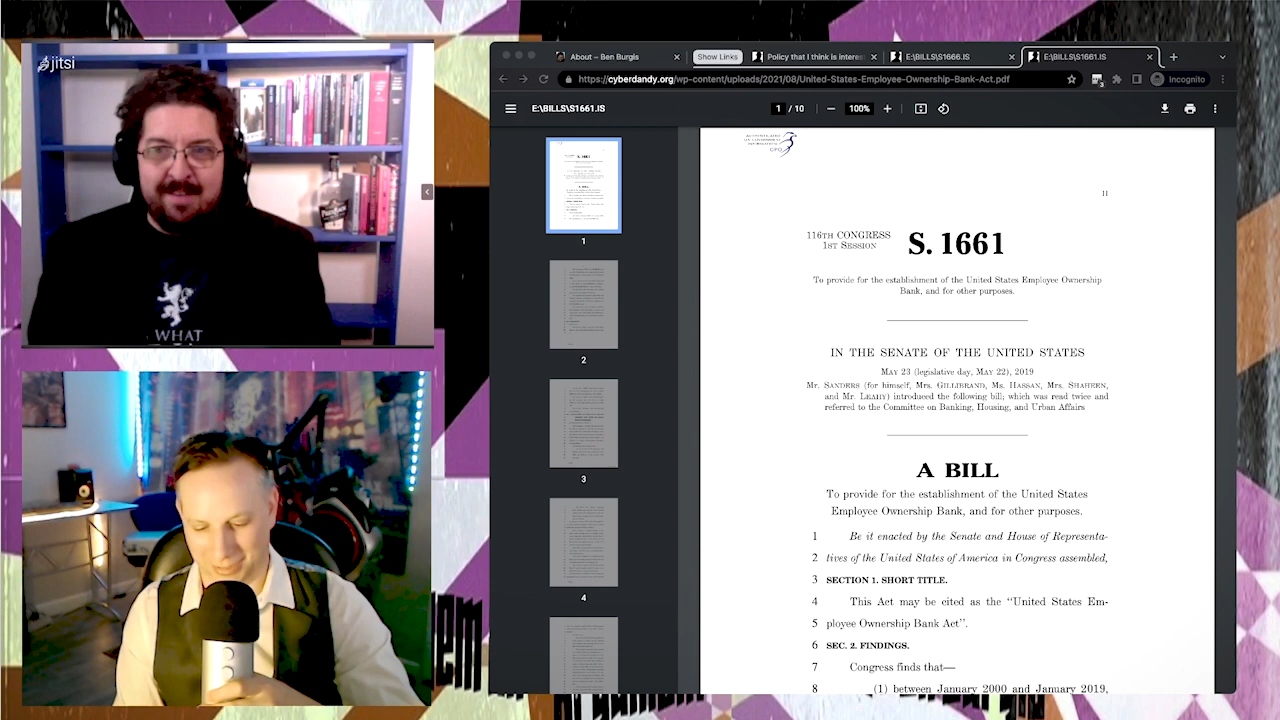 jitsi
WHAT
About – Ben Burgis
Show Links
Policy that I think is interes
E:\BILLS\S1666.IS
E:\BILLS\S1661.IS
https://cyberdandy.org/wp-content/uploads/2021/08/United-States-Employee-Ownership-Bank-Act.pdf
3
Incognito
E:\BILLS\S1661.IS
1 / 10
100%
1
2
3
4
GPO
II
116TH CONGRESS
1ST SESSION
S. 1661
To provide for the establishment of the United States Employee Ownership
Bank, and for other purposes.
IN THE SENATE OF THE UNITED STATES
MAY 23 (legislative day, MAY 22), 2019
Mr. SANDERS (for himself, Mrs. GILLIBRAND, Ms. HASSAN, Mrs. SHAHEEN,
and Mr. LEAHY) introduced the following bill; which was read twice and
to the Committee on Banking, Housing, and Urban Affairs
A BILL
To provide for the establishment of the United States
Ownership Bank, and for other purposes.
1 enacted by the Senate and House of Representa-
2 the United States of America in Congress assembled,
3 SECTION 1. SHORT TITLE.
4 This Act may be cited as the "United States Em-
5 ployee Ownership Bank Act".
FINDINGS.
7 Congress finds that—
8 (1) between January 2000 and January 2019,